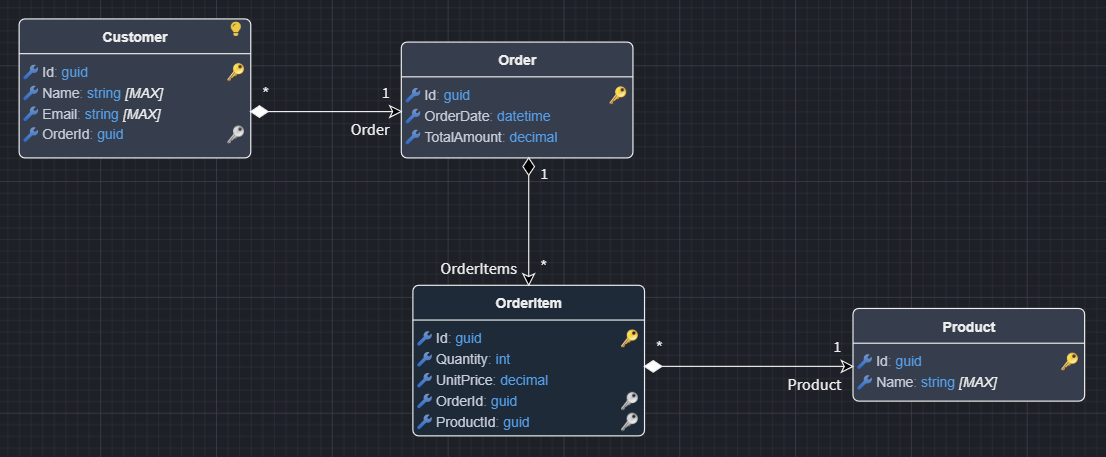 Customer
Id: guid
Name: string [MAX]
Email: string [MAX]
OrderId: guid
*
1
Order
Order
Id: guid
OrderDate: datetime
TotalAmount: decimal
1
OrderItems
*
OrderItem
Id: guid
Quantity: int
UnitPrice: decimal
OrderId: guid
ProductId: guid
*
1
Product
Product
Id: guid
Name: string [MAX]